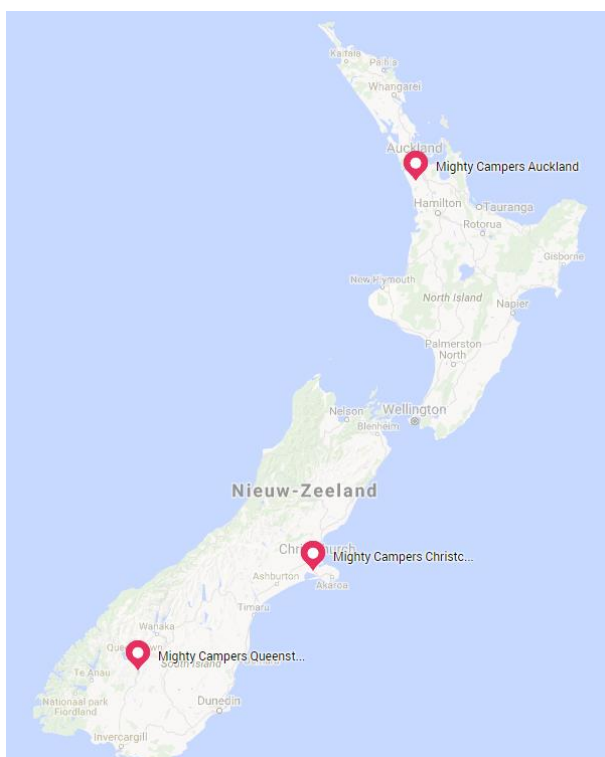 Kaitaia
Paihia
Whangarei
Auckland
Mighty Campers Auckland
Hamilton
Tauranga
Rotorua
Gisborne
New Plymouth
North Island
Napier
Palmerston
North
Nelson
Wellington
Blenheim
Nieuw-Zeeland
Mighty Campers Christc...
Ashburton
Akaroa
Timaru
Wanaka
Mighty Campers Queenst...
South Island
Te Anau
Nationaal park
Fiordland
Dunedin
Invercargill